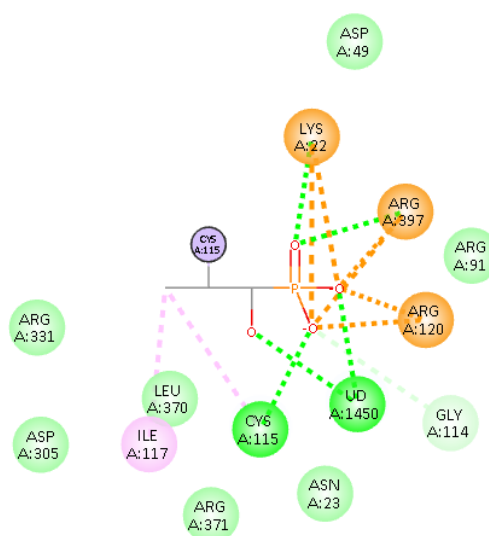 ASP
A:49
LYS
A:22
ARG
A:397
CYS
A:115
ARG
A:91
O
P
O
-O
O
ARG
A:120
ARG
A:331
LEU
A:370
UD
A:1450
GLY
A:114
CYS
A:115
ILE
A:117
ASP
A:305
ASN
A:23
ARG
A:371